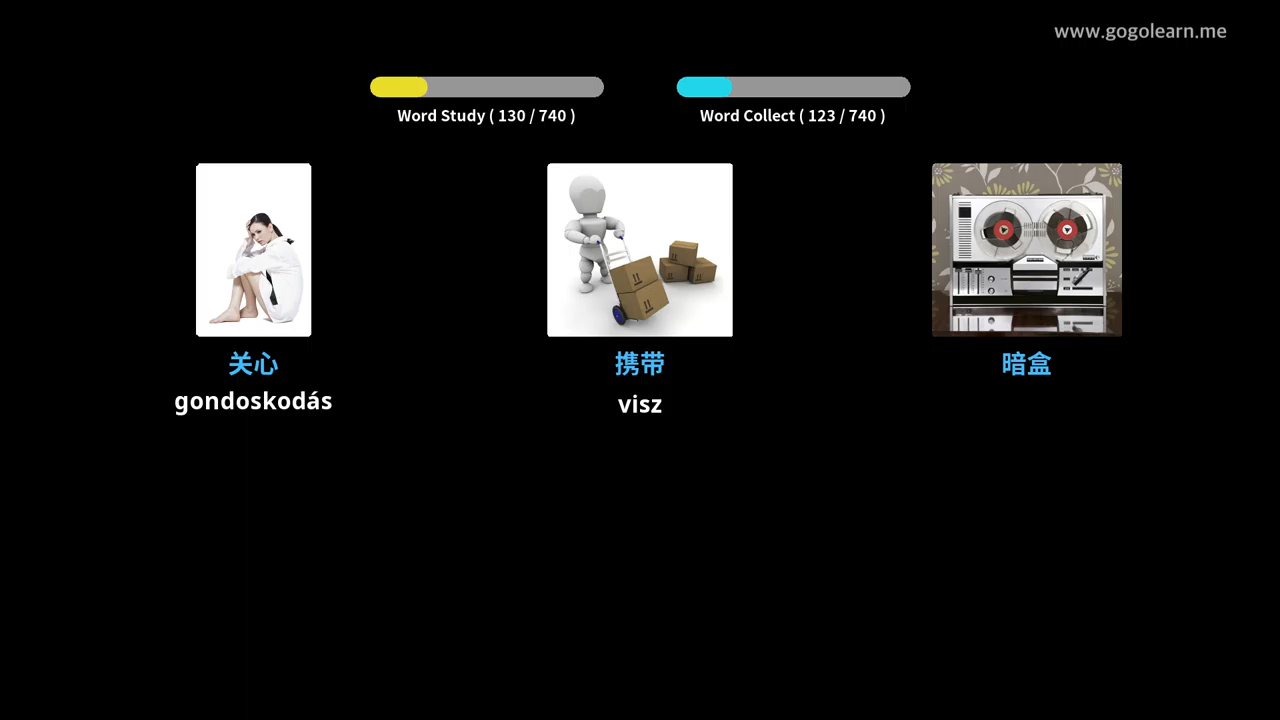 www.gogolearn.me
Word Study ( 130 / 740 )
Word Collect ( 123 / 740 )
关心
携带
暗盒
gondoskodás
visz